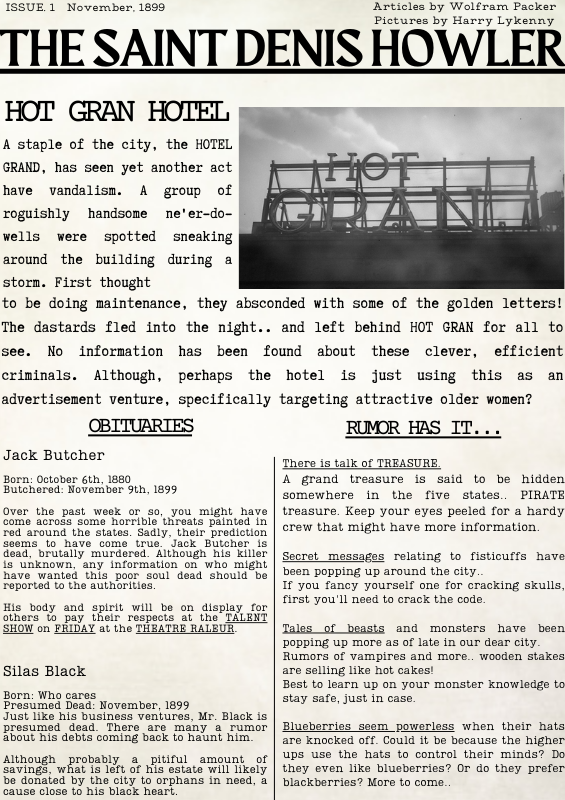 ISSUE. 1 November, 1899
Articles by Wolfram Packer
Pictures by Harry Lykenny
THE SAINT DENIS HOWLER
HOT GRAN HOTEL
A staple of the city, the HOTEL
GRAND, has seen yet another act
have vandalism. A group of
roguishly handsome ne'er-do-
wells were spotted sneaking
around the building during a
storm. First thought
HOT
GRAN
to be doing maintenance, they absconded with some of the golden letters!
The dastards fled into the night.. and left behind HOT GRAN for all to
see. No information has been found about these clever, efficient
criminals. Although, perhaps the hotel is just using this as an
advertisement venture, specifically targeting attractive older women?
OBITUARIES
Jack Butcher
Born: October 6th, 1880
Butchered: November 9th, 1899
Over the past week or so, you might have
come across some horrible threats painted in
red around the states. Sadly, their prediction
seems to have come true. Jack Butcher is
dead, brutally murdered. Although his killer
is unknown, any information on who might
have wanted this poor soul dead should be
reported to the authorities.
His body and spirit will be on display for
others to pay their respects at the TALENT
SHOW on FRIDAY at the THEATRE RALEUR.
Silas Black
Born: Who cares
Presumed Dead: November, 1899
Just like his business ventures, Mr. Black is
presumed dead. There are many a rumor
about his debts coming back to haunt him.
Although probably a pitiful amount of
savings, what is left of his estate will likely
be donated by the city to orphans in need, a
cause close to his black heart.
RUMOR HAS IT...
There is talk of TREASURE.
A grand treasure is said to be hidden
somewhere in the five states.. PIRATE
treasure. Keep your eyes peeled for a hardy
crew that might have more information.
Secret messages relating to fisticuffs have
been popping up around the city..
If you fancy yourself one for cracking skulls,
first you'll need to crack the code.
Tales of beasts and monsters have been
popping up more as of late in our dear city.
Rumors of vampires and more.. wooden stakes
are selling like hot cakes!
Best to learn up on your monster knowledge to
stay safe, just in case.
Blueberries seem powerless when their hats
are knocked off. Could it be because the higher
ups use the hats to control their minds? Do
they even like blueberries? Or do they prefer
blackberries? More to come..